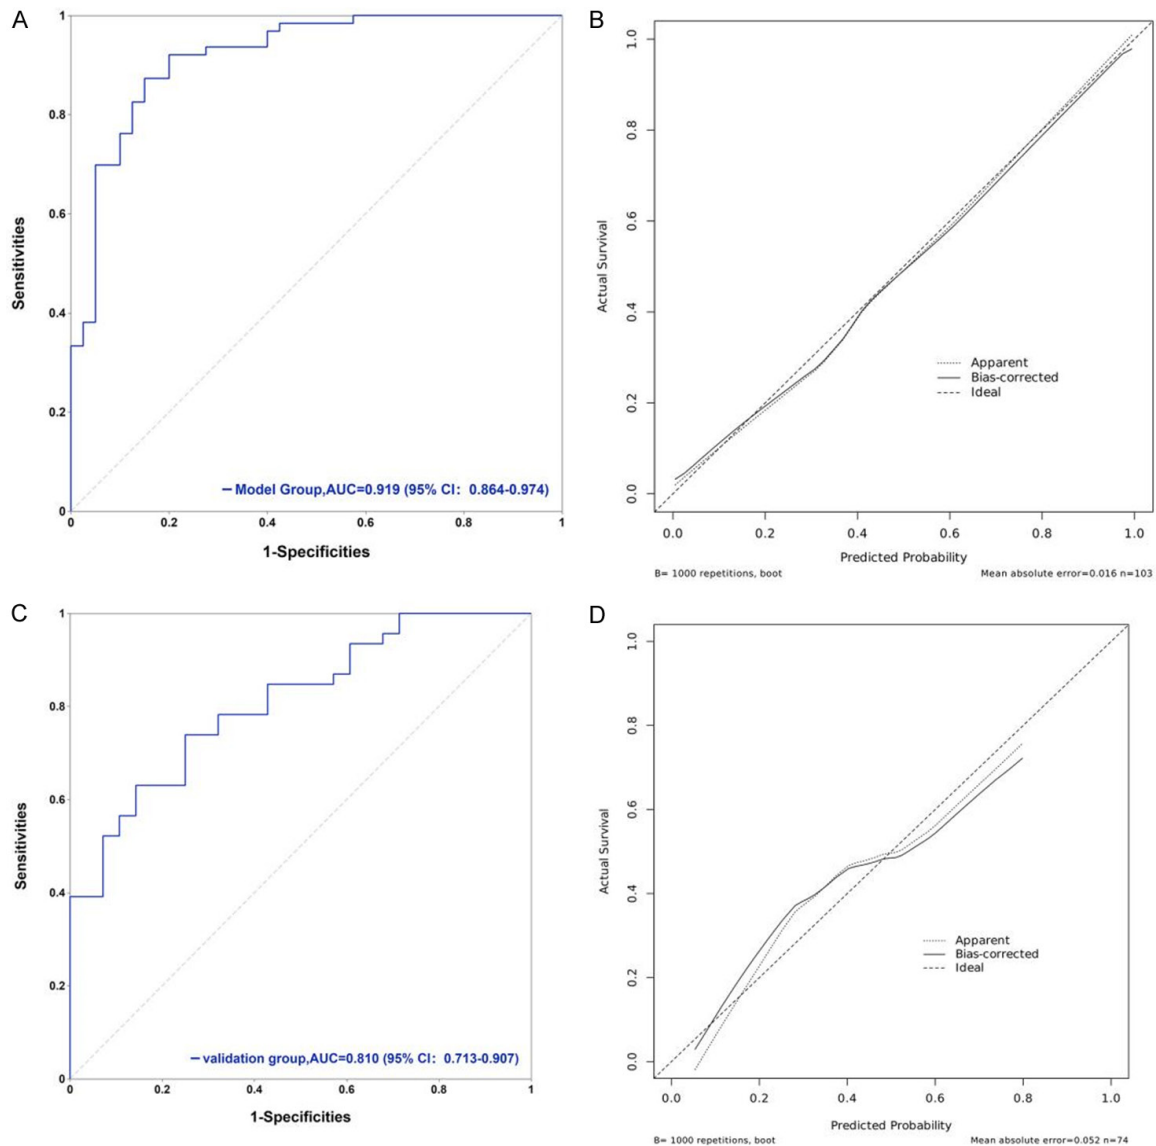 A
1
0.8
0.6
0.4
0.2
0
Sensitivities
Model Group,AUC=0.919 (95% CI: 0.864-0.974)
0 0.2 0.4 0.6 0.8 1
1-Specificities
B
1.0
0.8
0.6
0.4
0.2
0.0
Actual Survival
Apparent
Bias-corrected
Ideal
0.0 0.2 0.4 0.6 0.8 1.0
Predicted Probability
B= 1000 repetitions, boot Mean absolute error=0.016 n=103
C
1
0.8
0.6
0.4
0.2
0
Sensitivities
validation group,AUC=0.810 (95% CI: 0.713-0.907)
0 0.2 0.4 0.6 0.8 1
1-Specificities
D
1.0
0.8
0.6
0.4
0.2
0.0
Actual Survival
Apparent
Bias-corrected
Ideal
0.0 0.2 0.4 0.6 0.8 1.0
Predicted Probability
B= 1000 repetitions, boot Mean absolute error=0.052 n=74